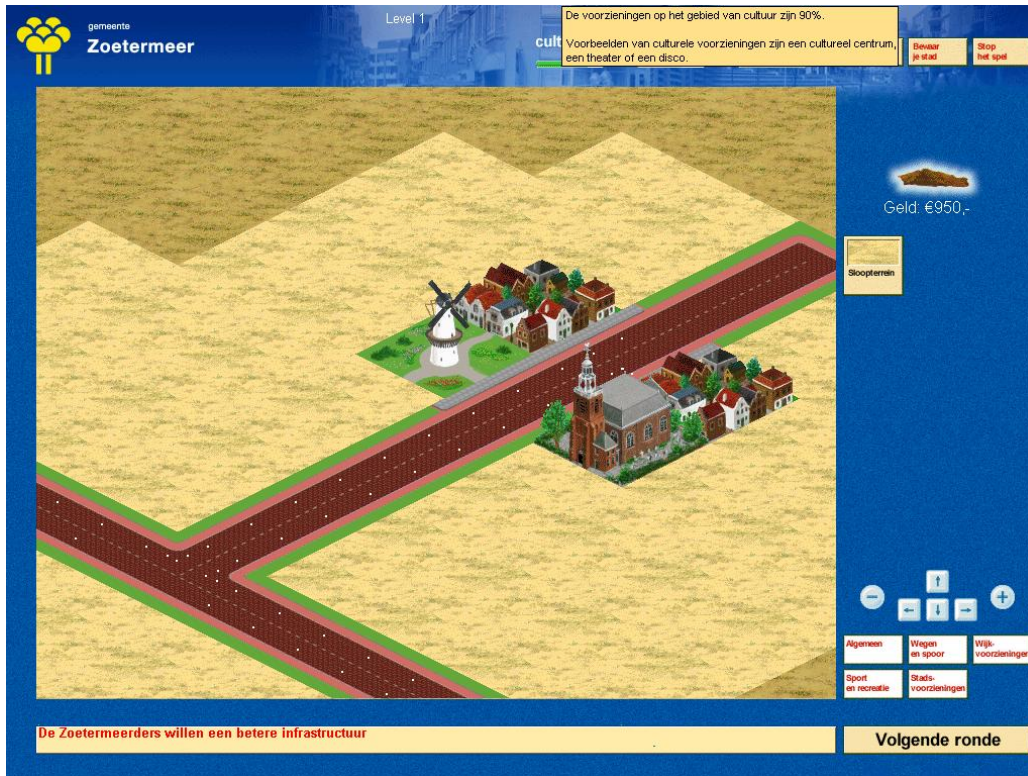 gemeente
Zoetermeer
Level 1
De voorzieningen op het gebied van cultuur zijn 90%.
Voorbeelden van culturele voorzieningen zijn een cultureel centrum,
een theater of een disco.
cult
Bewaar
je stad
Stop
het spel
Geld: €950,-
Sloopterrein
Algemeen
Wegen
en spoor
Wijk-
voorzieningen
Sport
en recreatie
Stads-
voorzieningen
De Zoetermeerders willen een betere infrastructuur
Volgende ronde